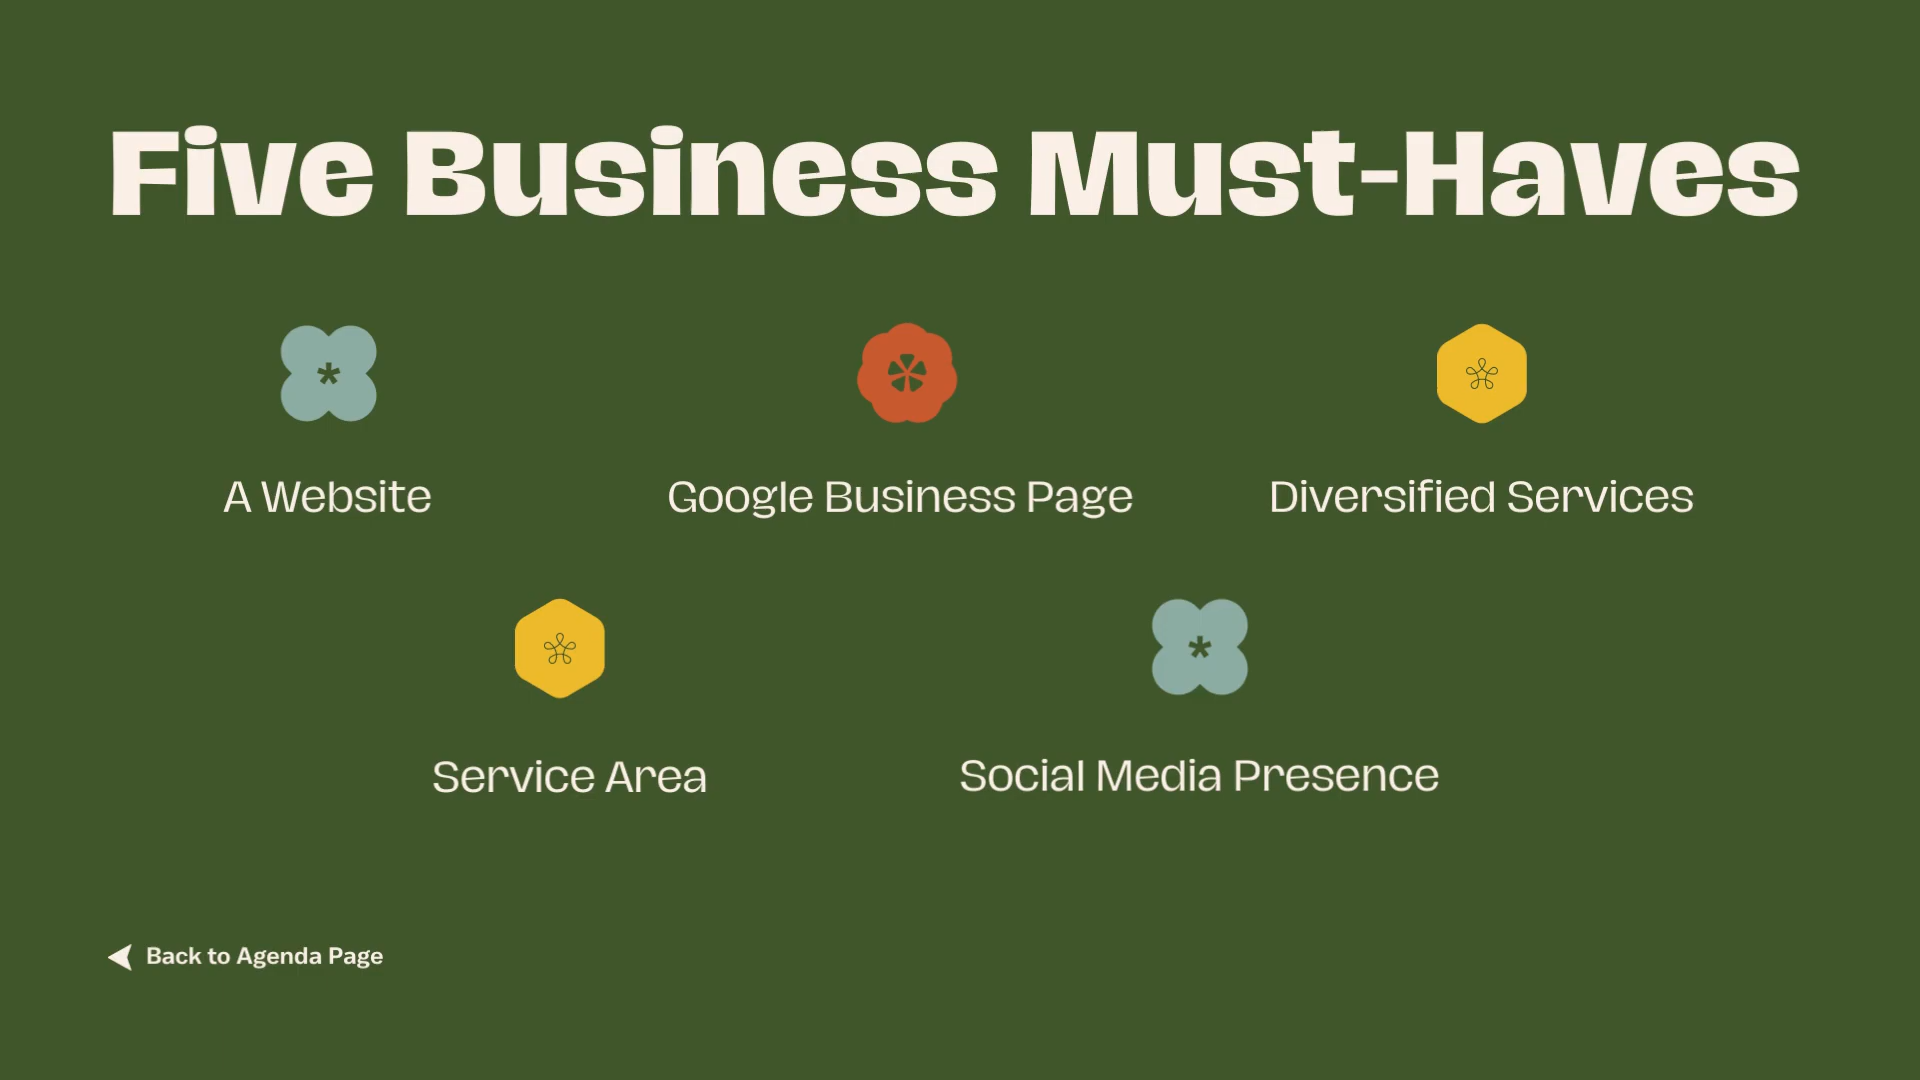 Five Business Must-Haves
A Website
Google Business Page
Diversified Services
Service Area
Social Media Presence
Back to Agenda Page